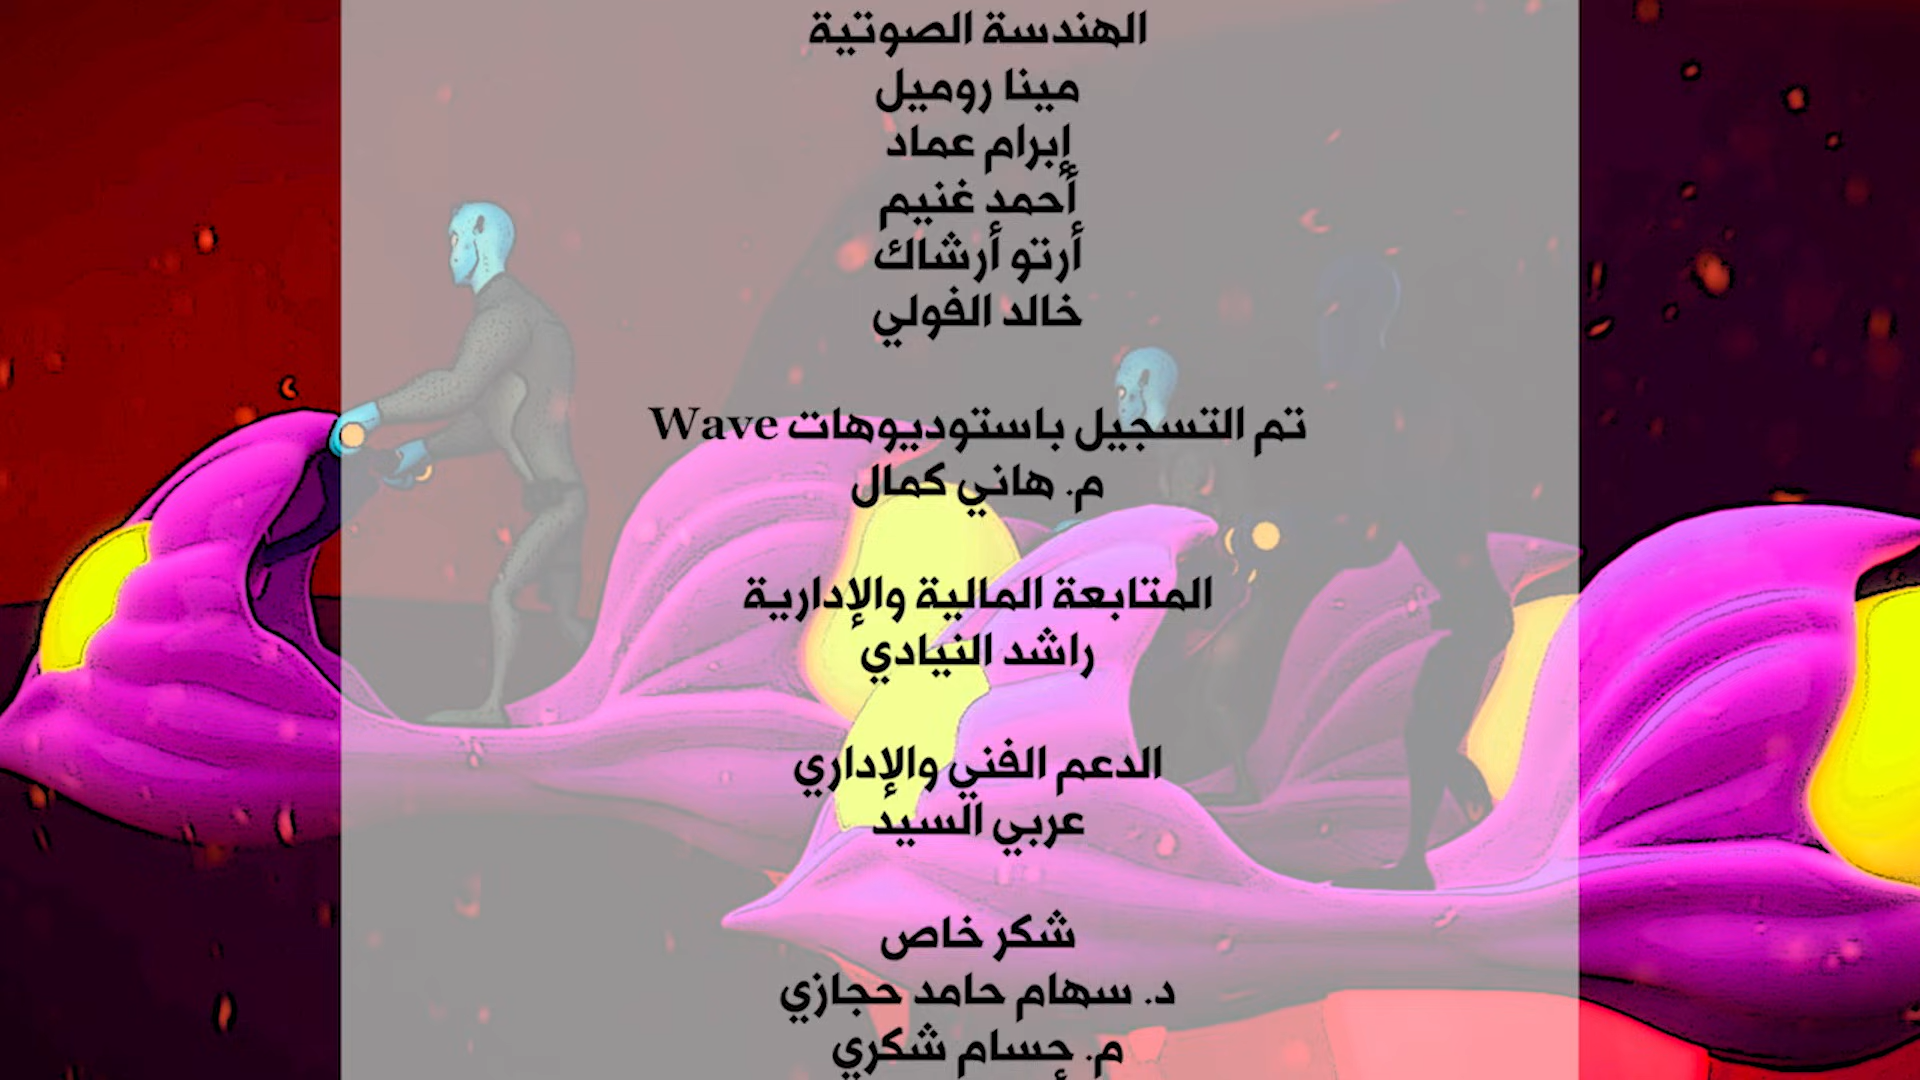 الهندسة الصوتية
مينا روميل
إبرام عماد
أحمد غنيم
أرتو أرشاك
خالد الفولي
تم التسجيل باستوديوهات Wave
م. هاني كمال
المتابعة المالية والإدارية
راشد النيادي
الدعم الفني والإداري
عربي السيد
شكر خاص
د. سهام حامد حجازي
م. حسام شكري